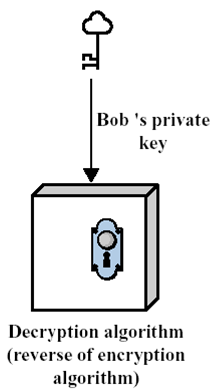 Bob 's private
key
Decryption algorithm
(reverse of encryption
algorithm)